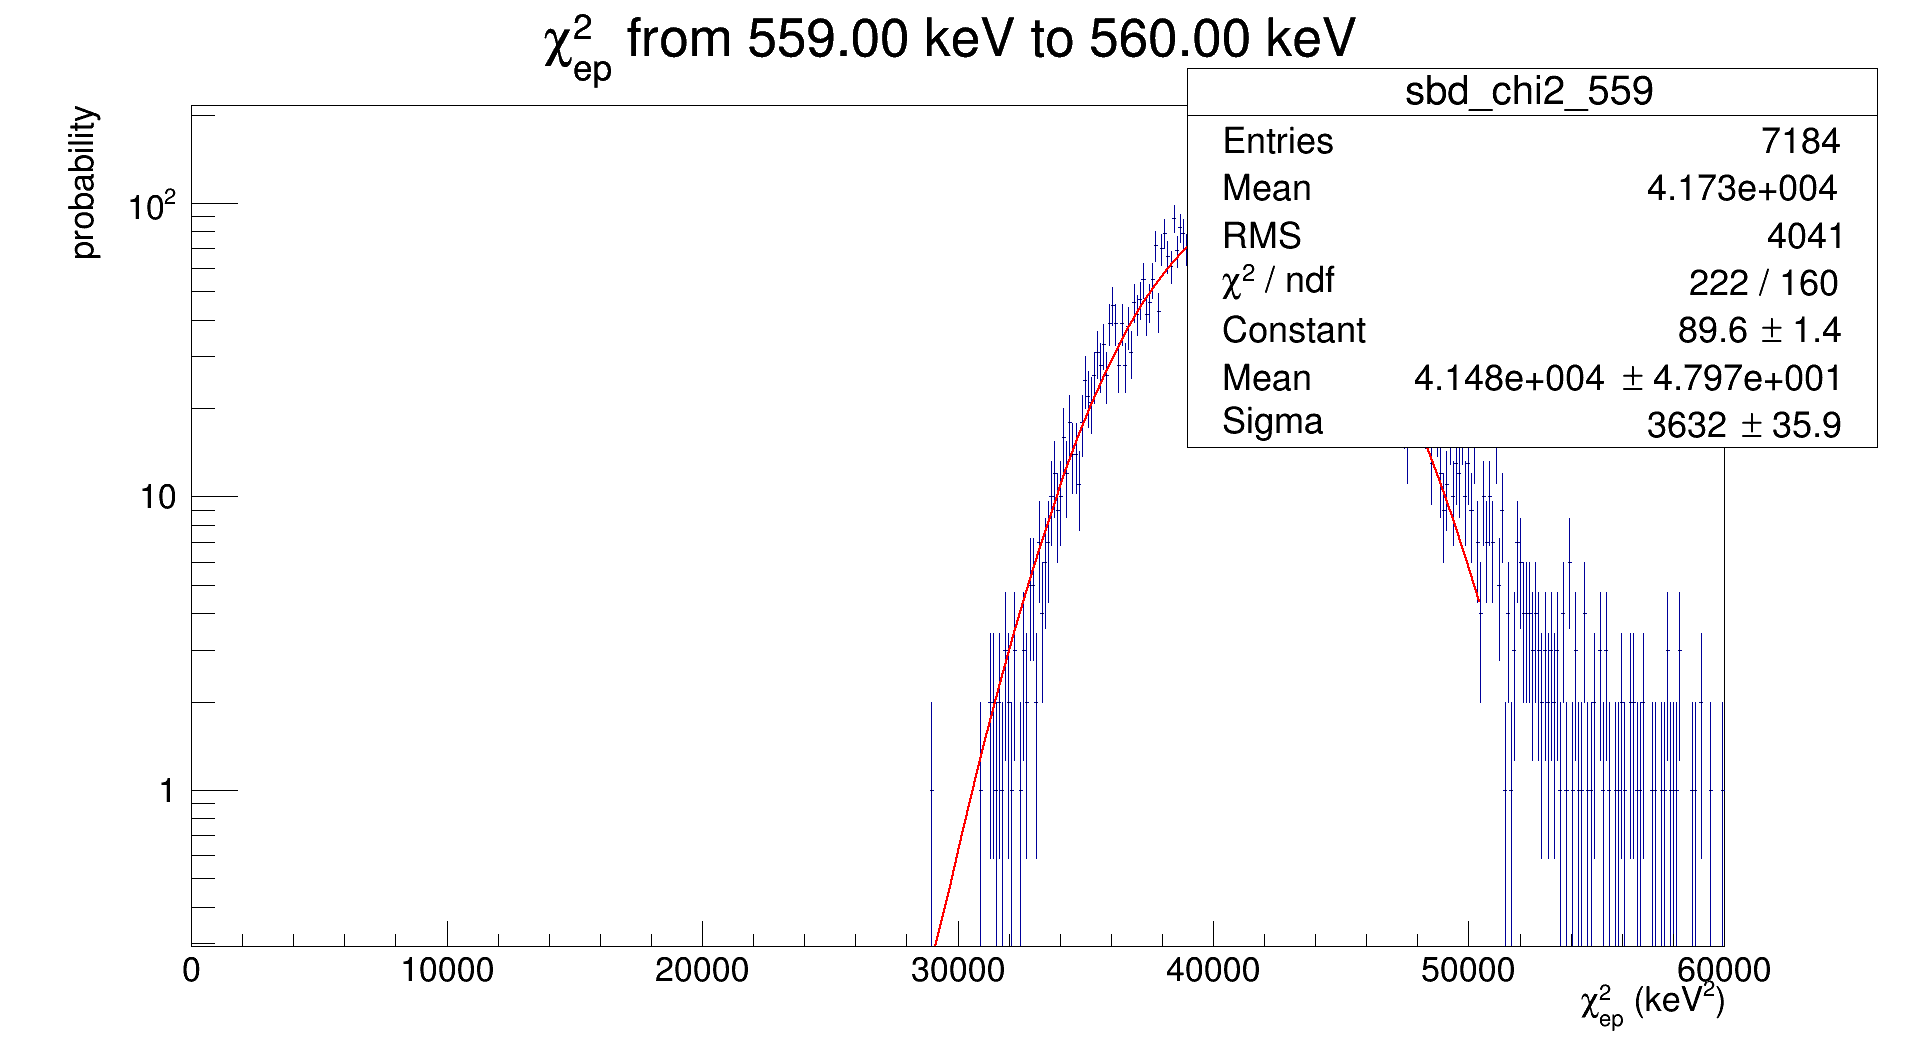 χ²ep from 559.00 keV to 560.00 keV
sbd_chi2_559
Entries 7184
Mean 4.173e+004
RMS 4041
χ² / ndf 222 / 160
Constant 89.6 ± 1.4
Mean 4.148e+004 ± 4.797e+001
Sigma 3632 ± 35.9
probability
10²
10
1
0 10000 20000 30000 40000 50000 60000
χ²ep (keV²)